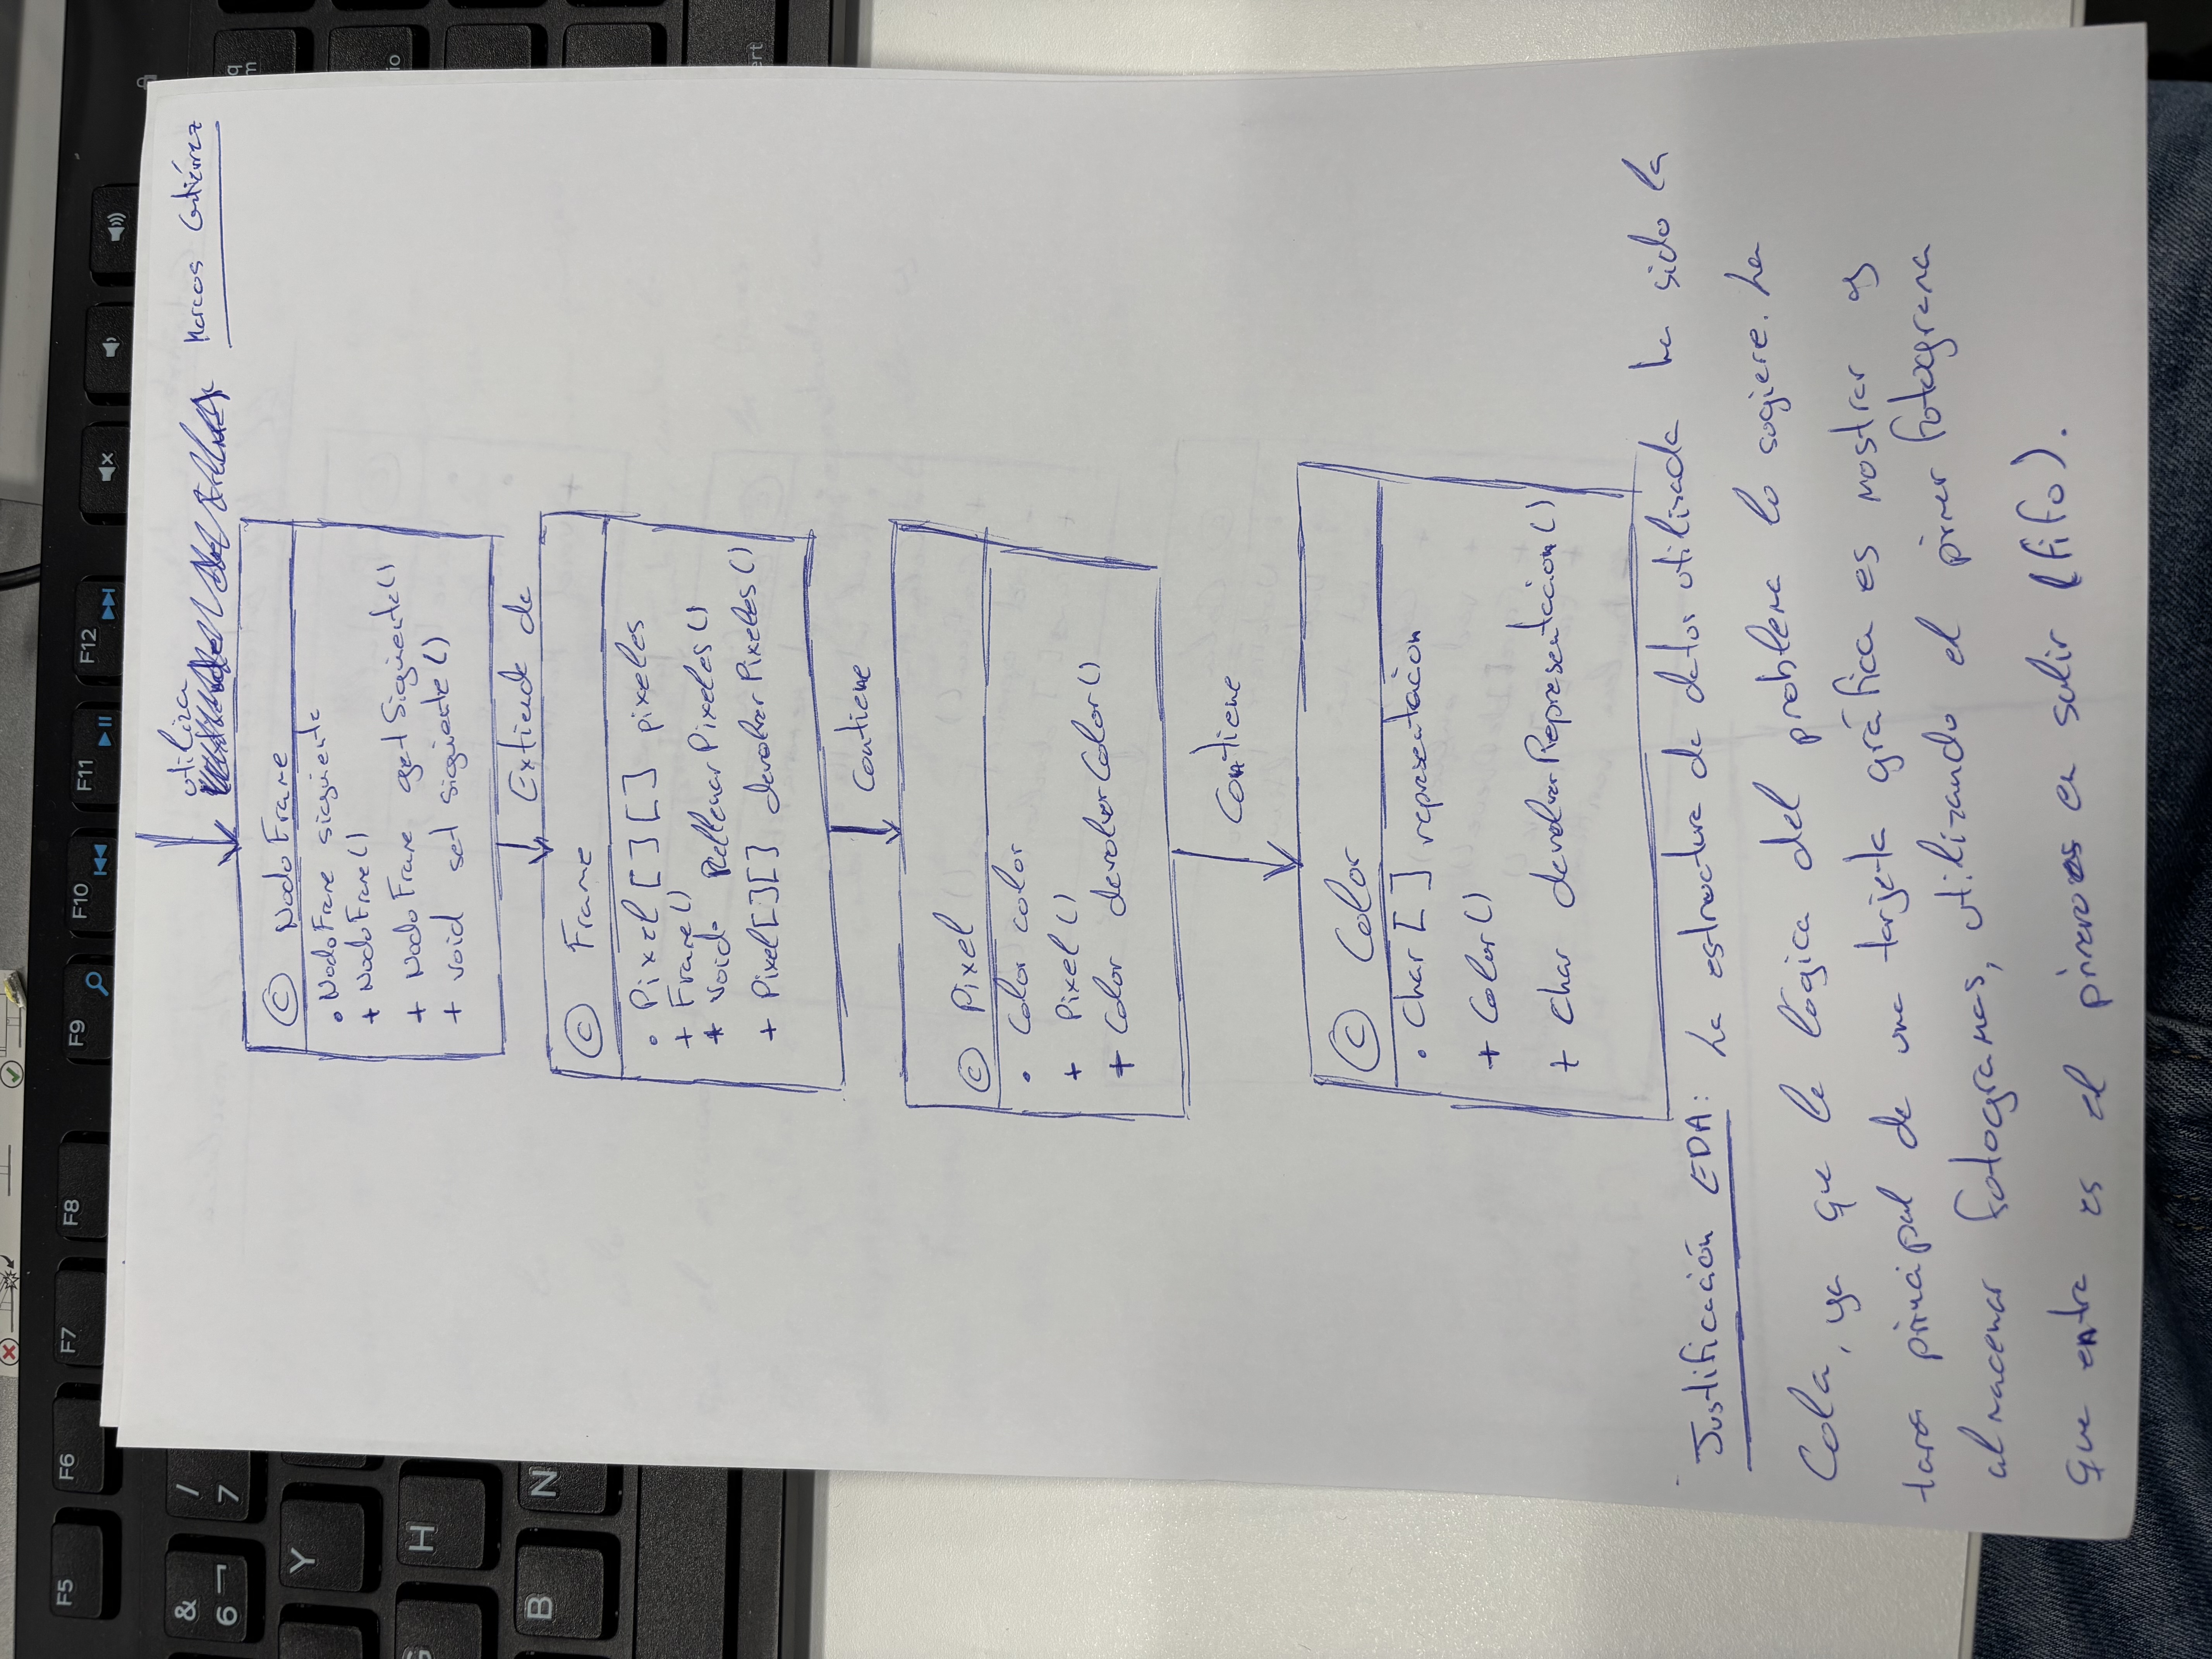 F5 F6 F7 F8 F9 F10 F11 F12
& / 
6 ¬ 7
Y
G H
B N
q
m
io
ert
utiliza
Marcos Gutiérrez
C NodoFrame
. NodoFrame siguiente
+ NodoFrame()
+ NodoFrame getSiguiente()
+ void set siguiente()
Extiende de
C Frame
. Pixel[][] pixeles
+ Frame()
+ void RellenarPixeles()
+ Pixel[][] devolverPixeles()
Contiene
C Pixel
. Color color
+ Pixel()
+ Color devolverColor()
Contiene
C Color
. Char[] representacion
+ Color()
+ Char devolverRepresentacion()
Justificación EDA: La estructura de datos utilizada ha sido la
Cola, ya que la lógica del problema lo sugiere. La
tarea principal de una tarjeta gráfica es mostrar y
almacenar fotogramas, utilizando el primer fotograma
que entra es el primero en salir (fifo).